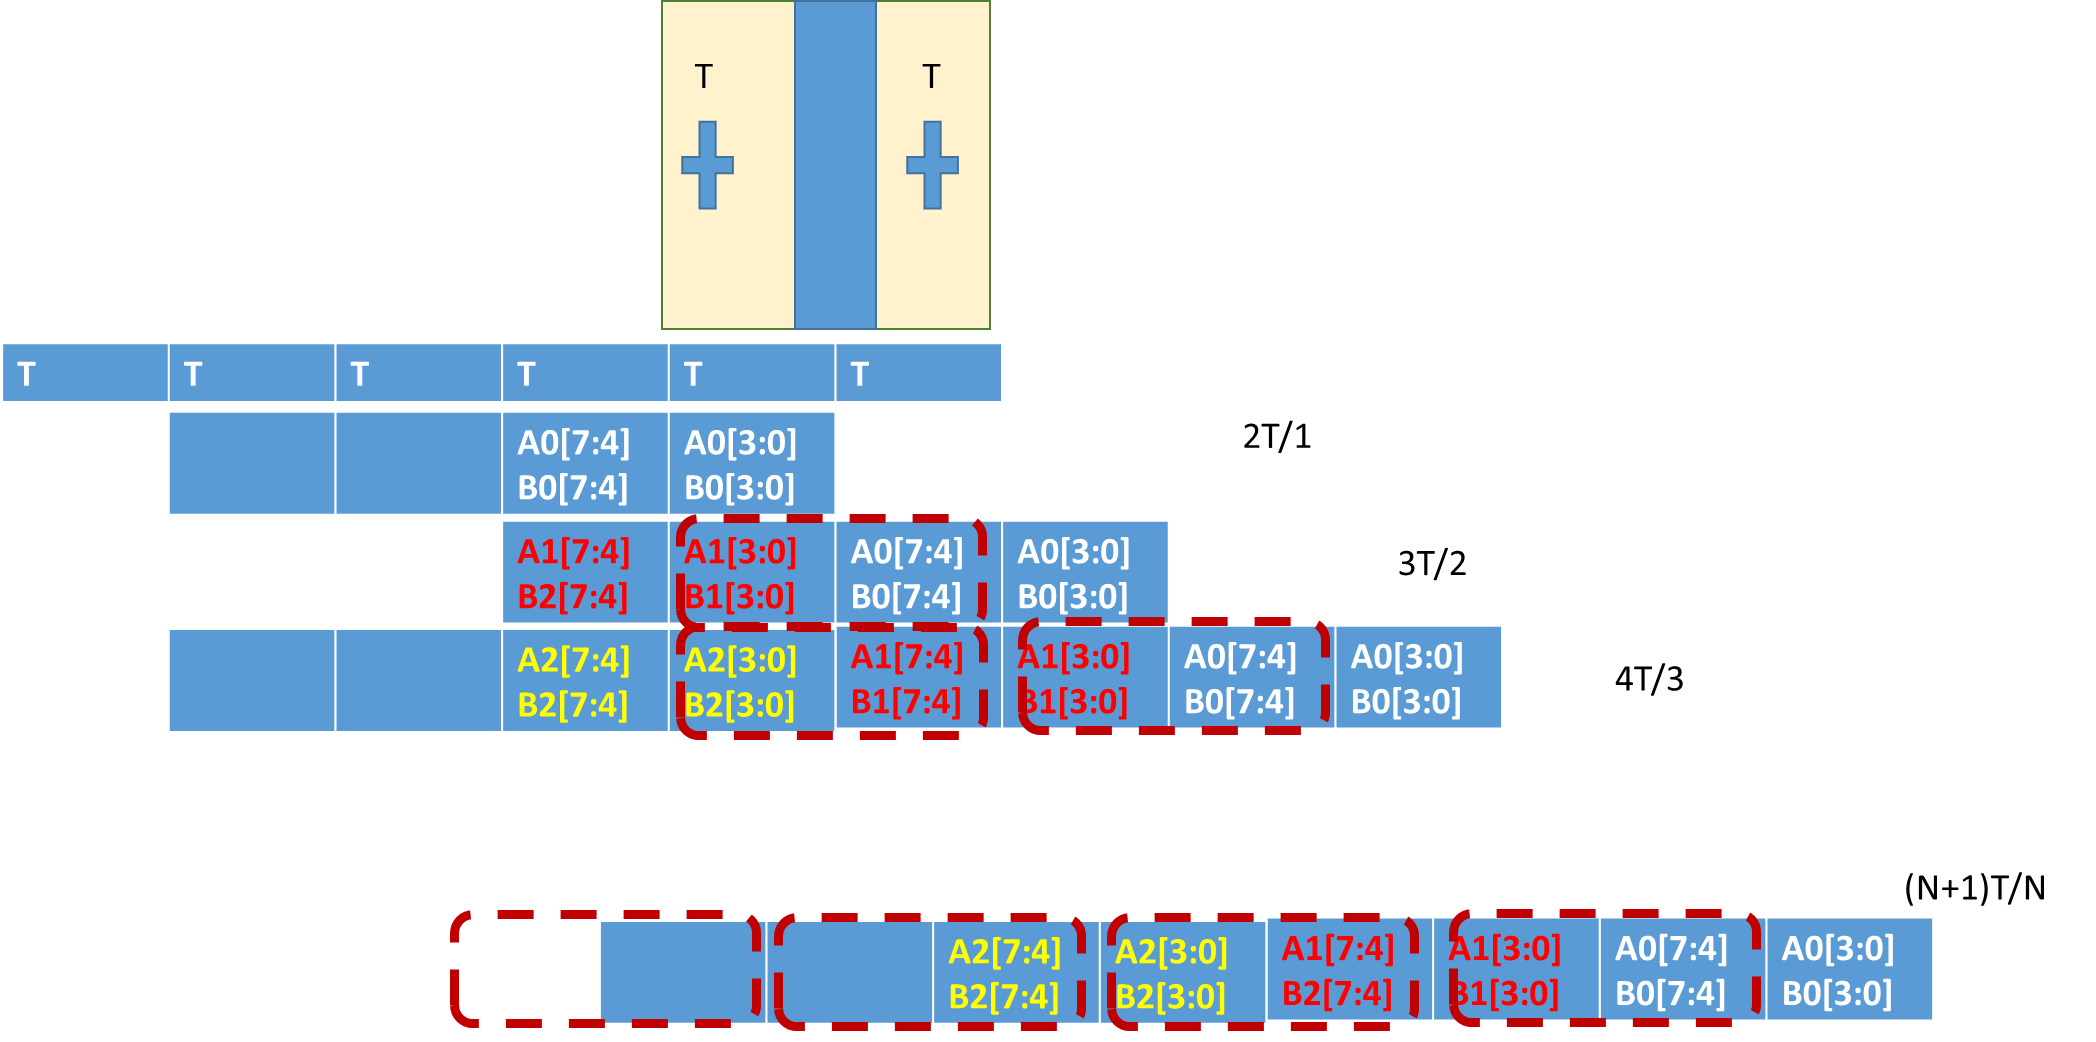 T T
T T T T T T
A0[7:4] A0[3:0] 2T/1
B0[7:4] B0[3:0]
A1[7:4] A1[3:0] A0[7:4] A0[3:0] 3T/2
B2[7:4] B1[3:0] B0[7:4] B0[3:0]
A2[7:4] A2[3:0] A1[7:4] A1[3:0] A0[7:4] A0[3:0] 4T/3
B2[7:4] B2[3:0] B1[7:4] B1[3:0] B0[7:4] B0[3:0]
(N+1)T/N
A2[7:4] A2[3:0] A1[7:4] A1[3:0] A0[7:4] A0[3:0]
B2[7:4] B2[3:0] B2[7:4] B1[3:0] B0[7:4] B0[3:0]